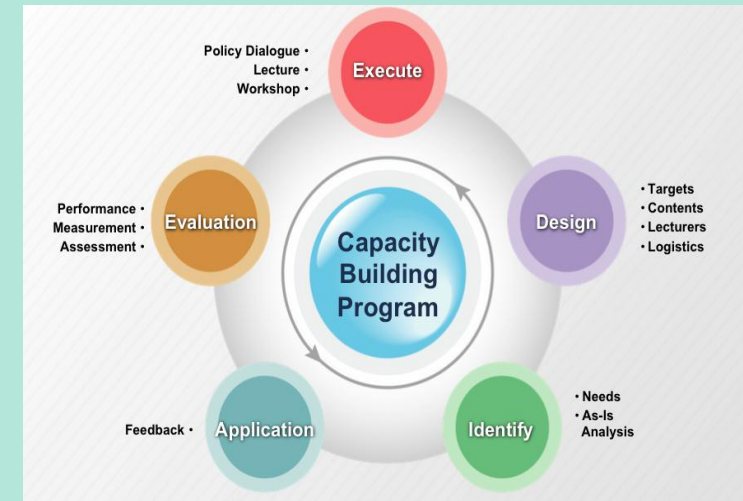 Policy Dialogue •
Lecture •
Workshop •
Execute
Performance •
Measurement •
Assessment •
Evaluation
Design
• Targets
• Contents
• Lecturers
• Logistics
Capacity
Building
Program
Feedback •
Application
Identify
• Needs
• As-Is
Analysis